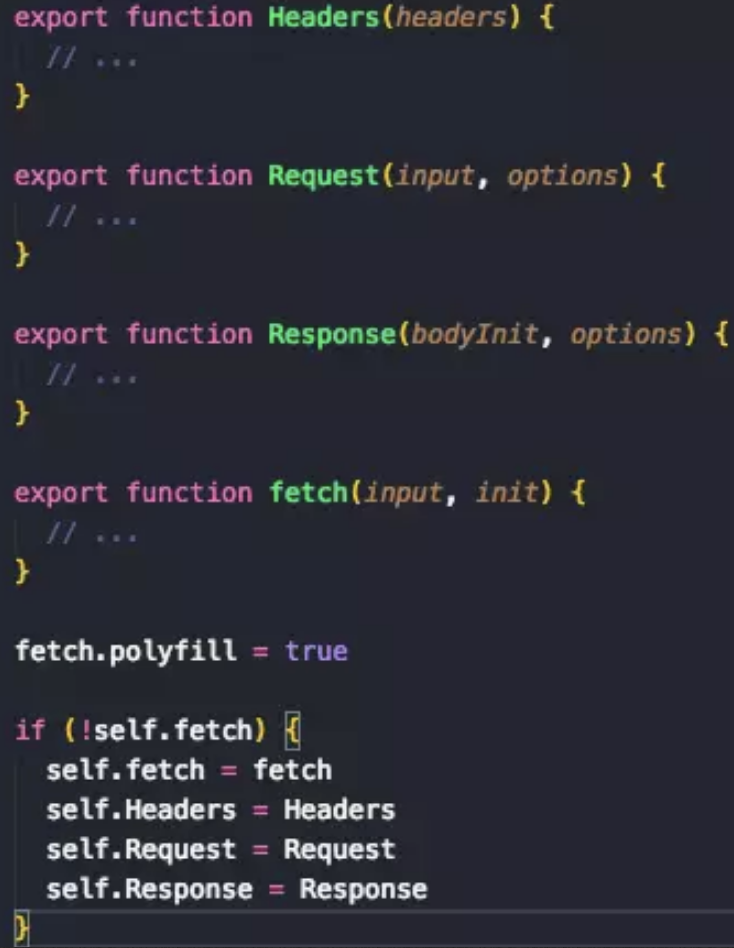 export function Headers(headers) {
// ...
}
export function Request(input, options) {
// ...
}
export function Response(bodyInit, options) {
// ...
}
export function fetch(input, init) {
// ...
}
fetch.polyfill = true
if (!self.fetch) {
self.fetch = fetch
self.Headers = Headers
self.Request = Request
self.Response = Response
}